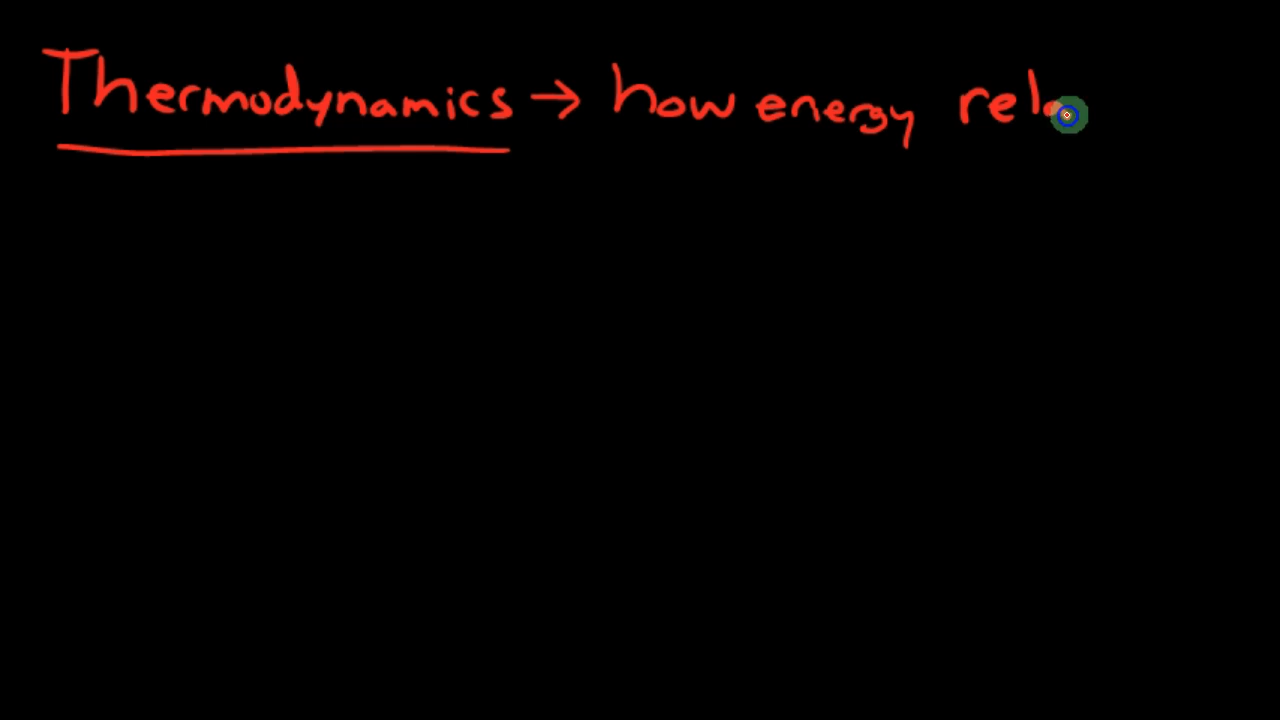 Thermodynamics → how energy rel